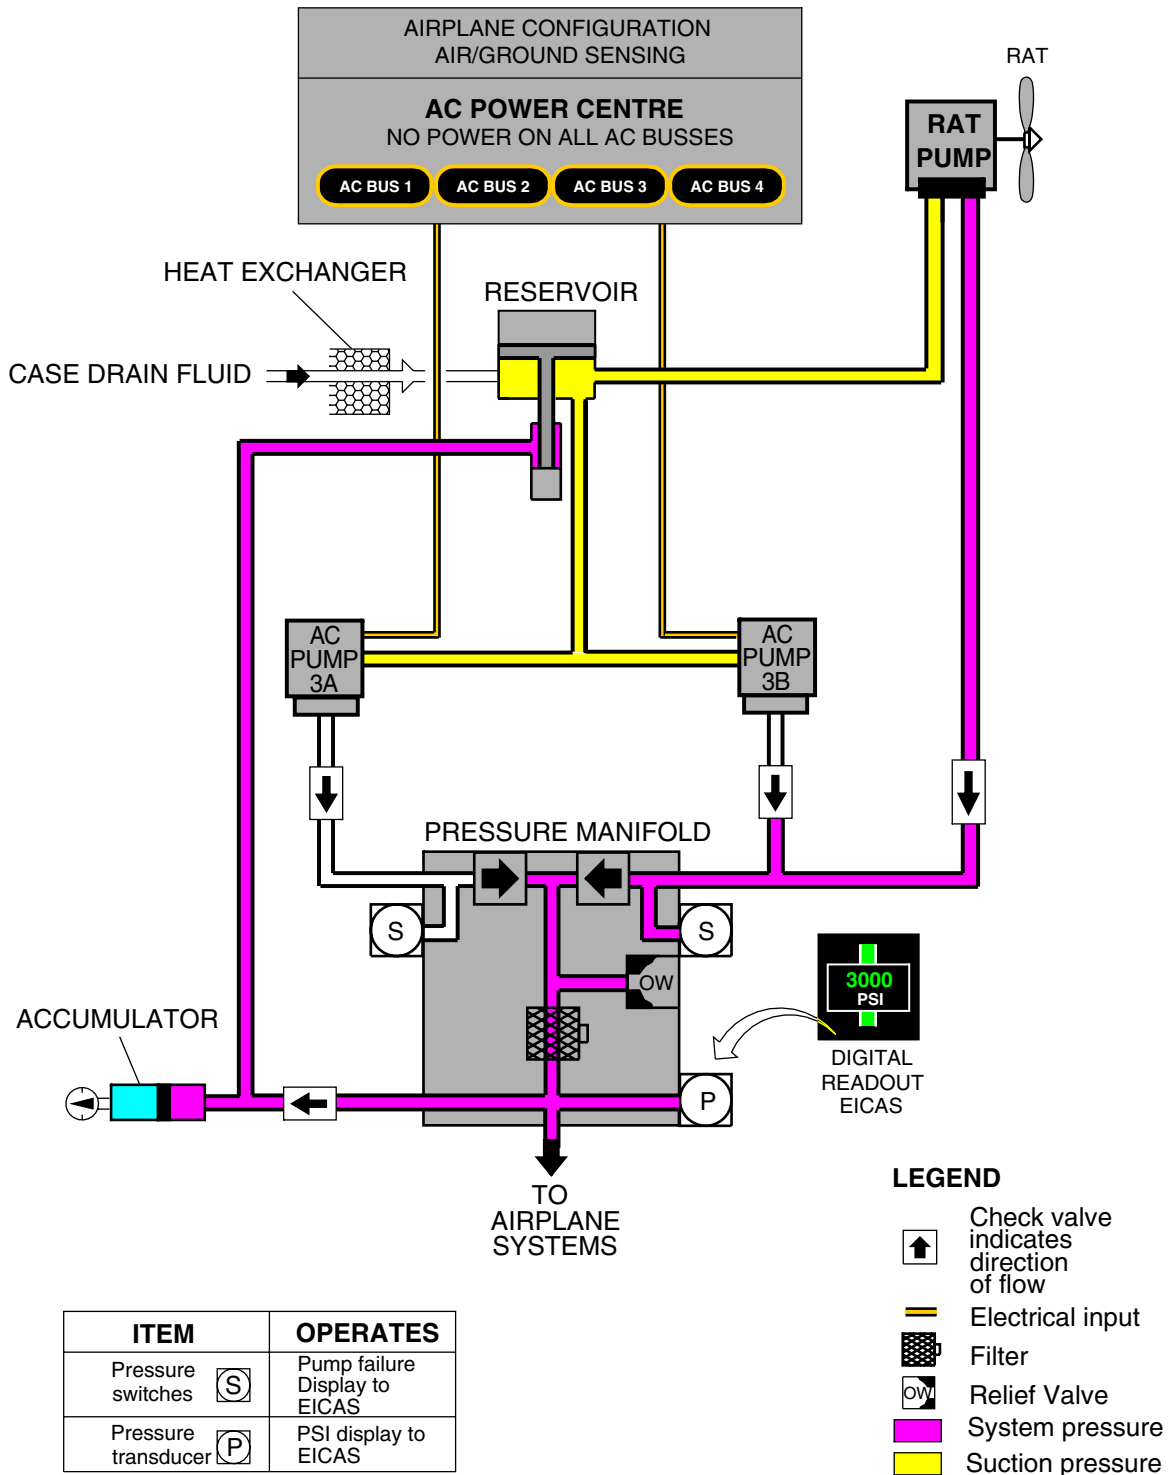 AIRPLANE CONFIGURATION
AIR/GROUND SENSING
AC POWER CENTRE
NO POWER ON ALL AC BUSSES
AC BUS 1
AC BUS 2
AC BUS 3
AC BUS 4
RAT
RAT
PUMP
HEAT EXCHANGER
RESERVOIR
CASE DRAIN FLUID
AC
PUMP
3A
AC
PUMP
3B
PRESSURE MANIFOLD
S
S
OW
3000
PSI
DIGITAL
READOUT
EICAS
ACCUMULATOR
P
TO
AIRPLANE
SYSTEMS
LEGEND
Check valve
indicates
direction
of flow
Electrical input
Filter
OW
Relief Valve
System pressure
Suction pressure
ITEM
OPERATES
Pressure
switches
S
Pump failure
Display to
EICAS
Pressure
transducer
P
PSI display to
EICAS